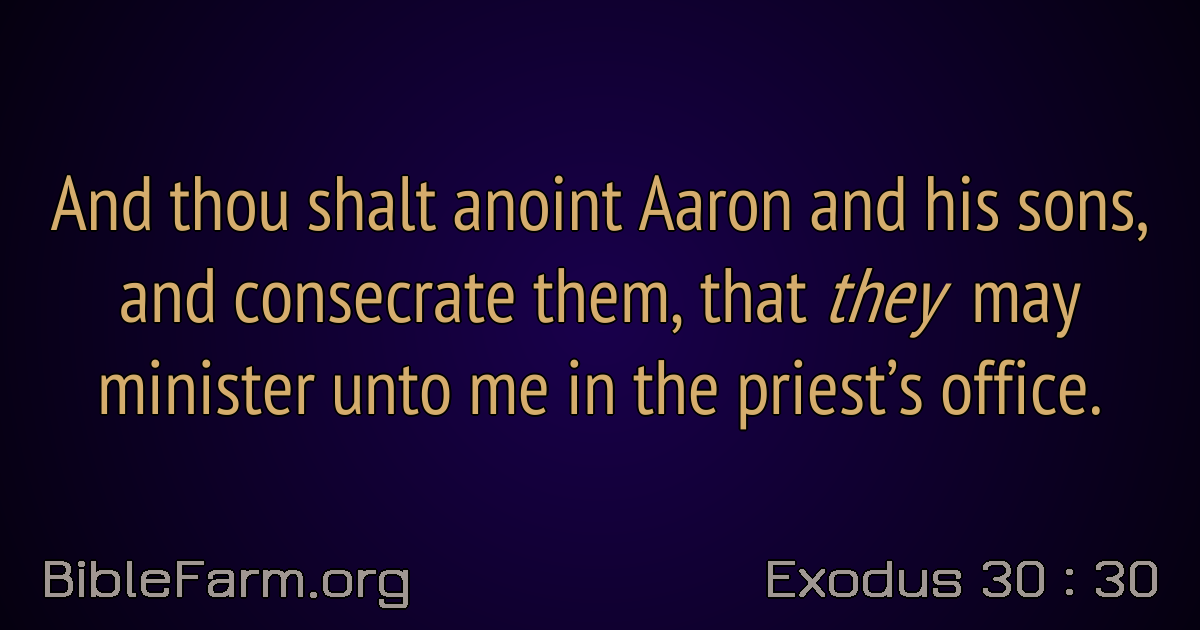 And thou shalt anoint Aaron and his sons,
and consecrate them, that they may
minister unto me in the priest’s office.
BibleFarm.org
Exodus 30 : 30